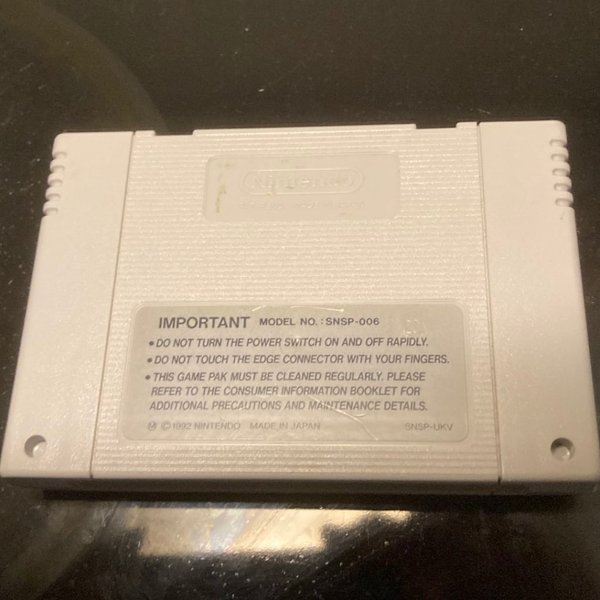 Nintendo
IMPORTANT MODEL NO.: SNSP-006
• DO NOT TURN THE POWER SWITCH ON AND OFF RAPIDLY.
• DO NOT TOUCH THE EDGE CONNECTOR WITH YOUR FINGERS.
• THIS GAME PAK MUST BE CLEANED REGULARLY. PLEASE
REFER TO THE CONSUMER INFORMATION BOOKLET FOR
ADDITIONAL PRECAUTIONS AND MAINTENANCE DETAILS.
Ⓜ ©1992 NINTENDO MADE IN JAPAN SNSP-UKV